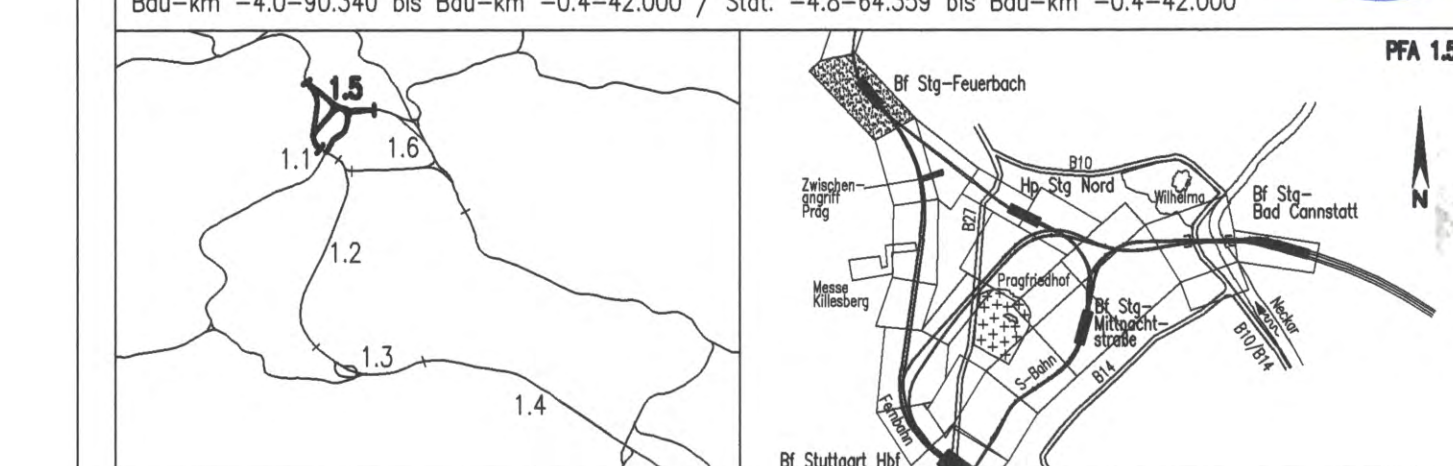 Bau-km -4.0-90.340 bis Bau-km -0.4-42.000 / Stat. -4.8-64.359 bis Bau-km -0.4-42.000
1.5
1.1
1.6
1.2
1.3
1.4
PFA 1.5
Bf Stg-Feuerbach
B10
Zwischen-
angriff
Prag
Hp Stg Nord
Wilhelma
Bf Stg-
Bad Cannstatt
N
B27
Messe
Killesberg
Pragfriedhof
Bf Stg-
Mittnacht-
straße
Neckar
B10/B14
S-Bahn
B14
Fernbahn
Bf Stuttgart Hbf